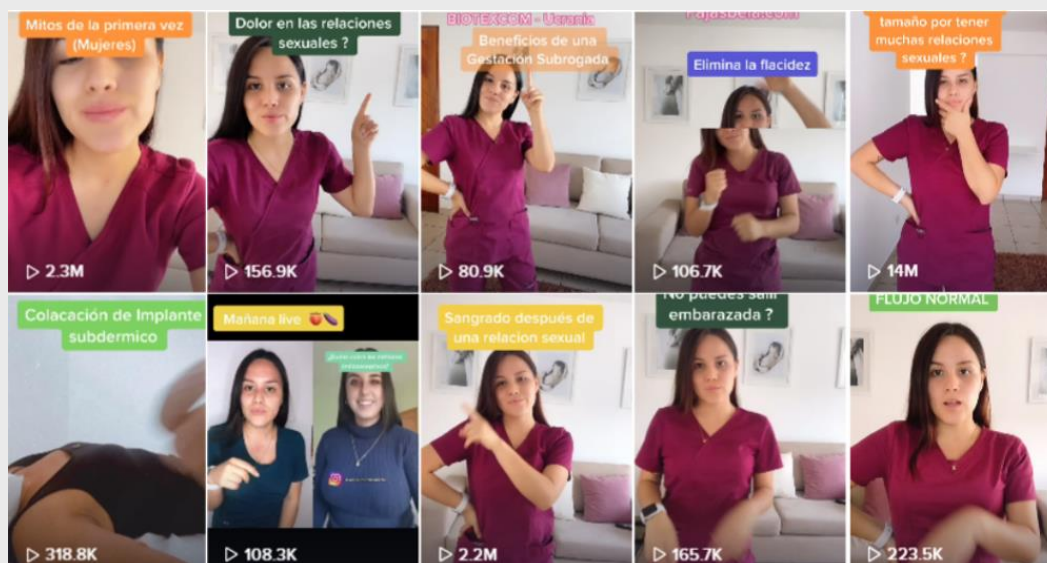 Mitos de la primera vez
(Mujeres)
2.3M
Dolor en las relaciones
sexuales ?
156.9K
BIOTEXCOM - Ucrania
Beneficios de una
Gestación Subrogada
80.9K
Fajasbela.com
Elimina la flacidez
106.7K
tamaño por tener
muchas relaciones
sexuales ?
14M
Colacación de Implante
subdermico
318.8K
Mañana live 🍑🍆
108.3K
Sangrado después de
una relacion sexual
2.2M
No puedes salir
embarazada ?
165.7K
FLUJO NORMAL
223.5K